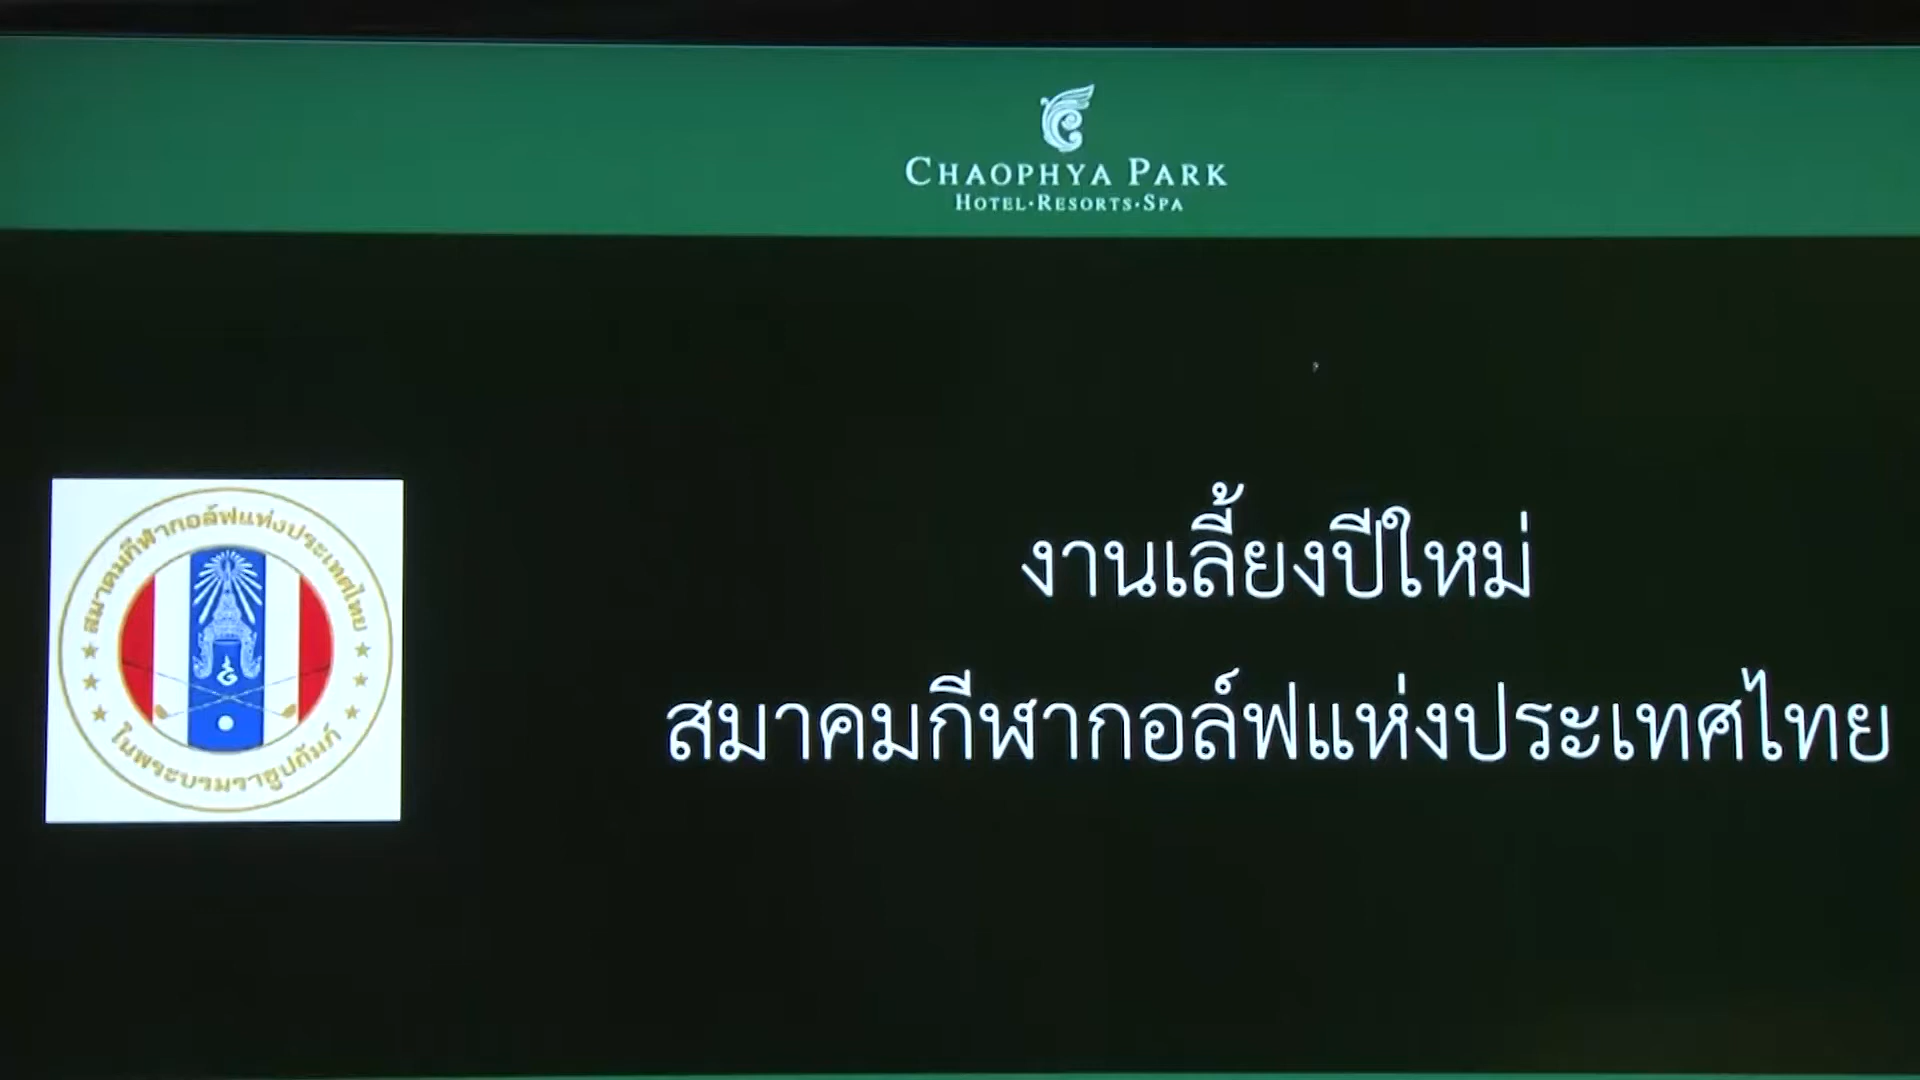 CHAOPHYA PARK
HOTEL·RESORTS·SPA
งานเลี้ยงปีใหม่
สมาคมกีฬากอล์ฟแห่งประเทศไทย
สมาคมกีฬากอล์ฟแห่งประเทศไทย
ในพระบรมราชูปถัมภ์